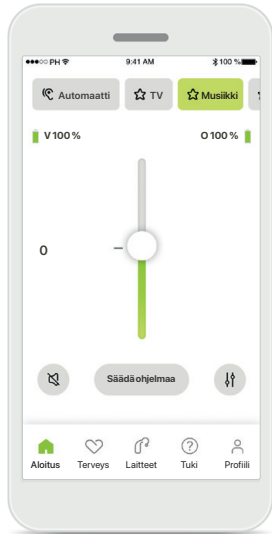 PH 9:41 AM 100 %
Automaatti TV Musiikki
V 100 % O 100 %
0
Säädä ohjelmaa
Aloitus Terveys Laitteet Tuki Profiili